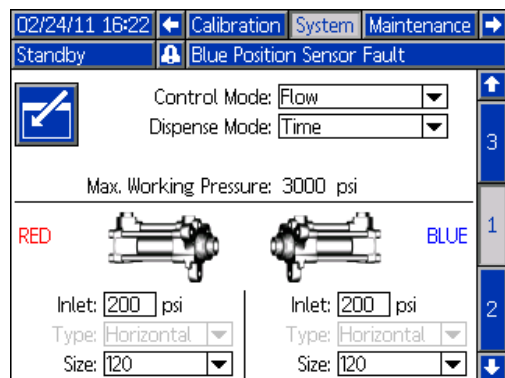 02/24/11 16:22 Calibration System Maintenance
Standby Blue Position Sensor Fault
Control Mode: Flow
Dispense Mode: Time
3
Max. Working Pressure: 3000 psi
RED BLUE 1
Inlet: 200 psi Inlet: 200 psi 2
Type: Horizontal Type: Horizontal
Size: 120 Size: 120